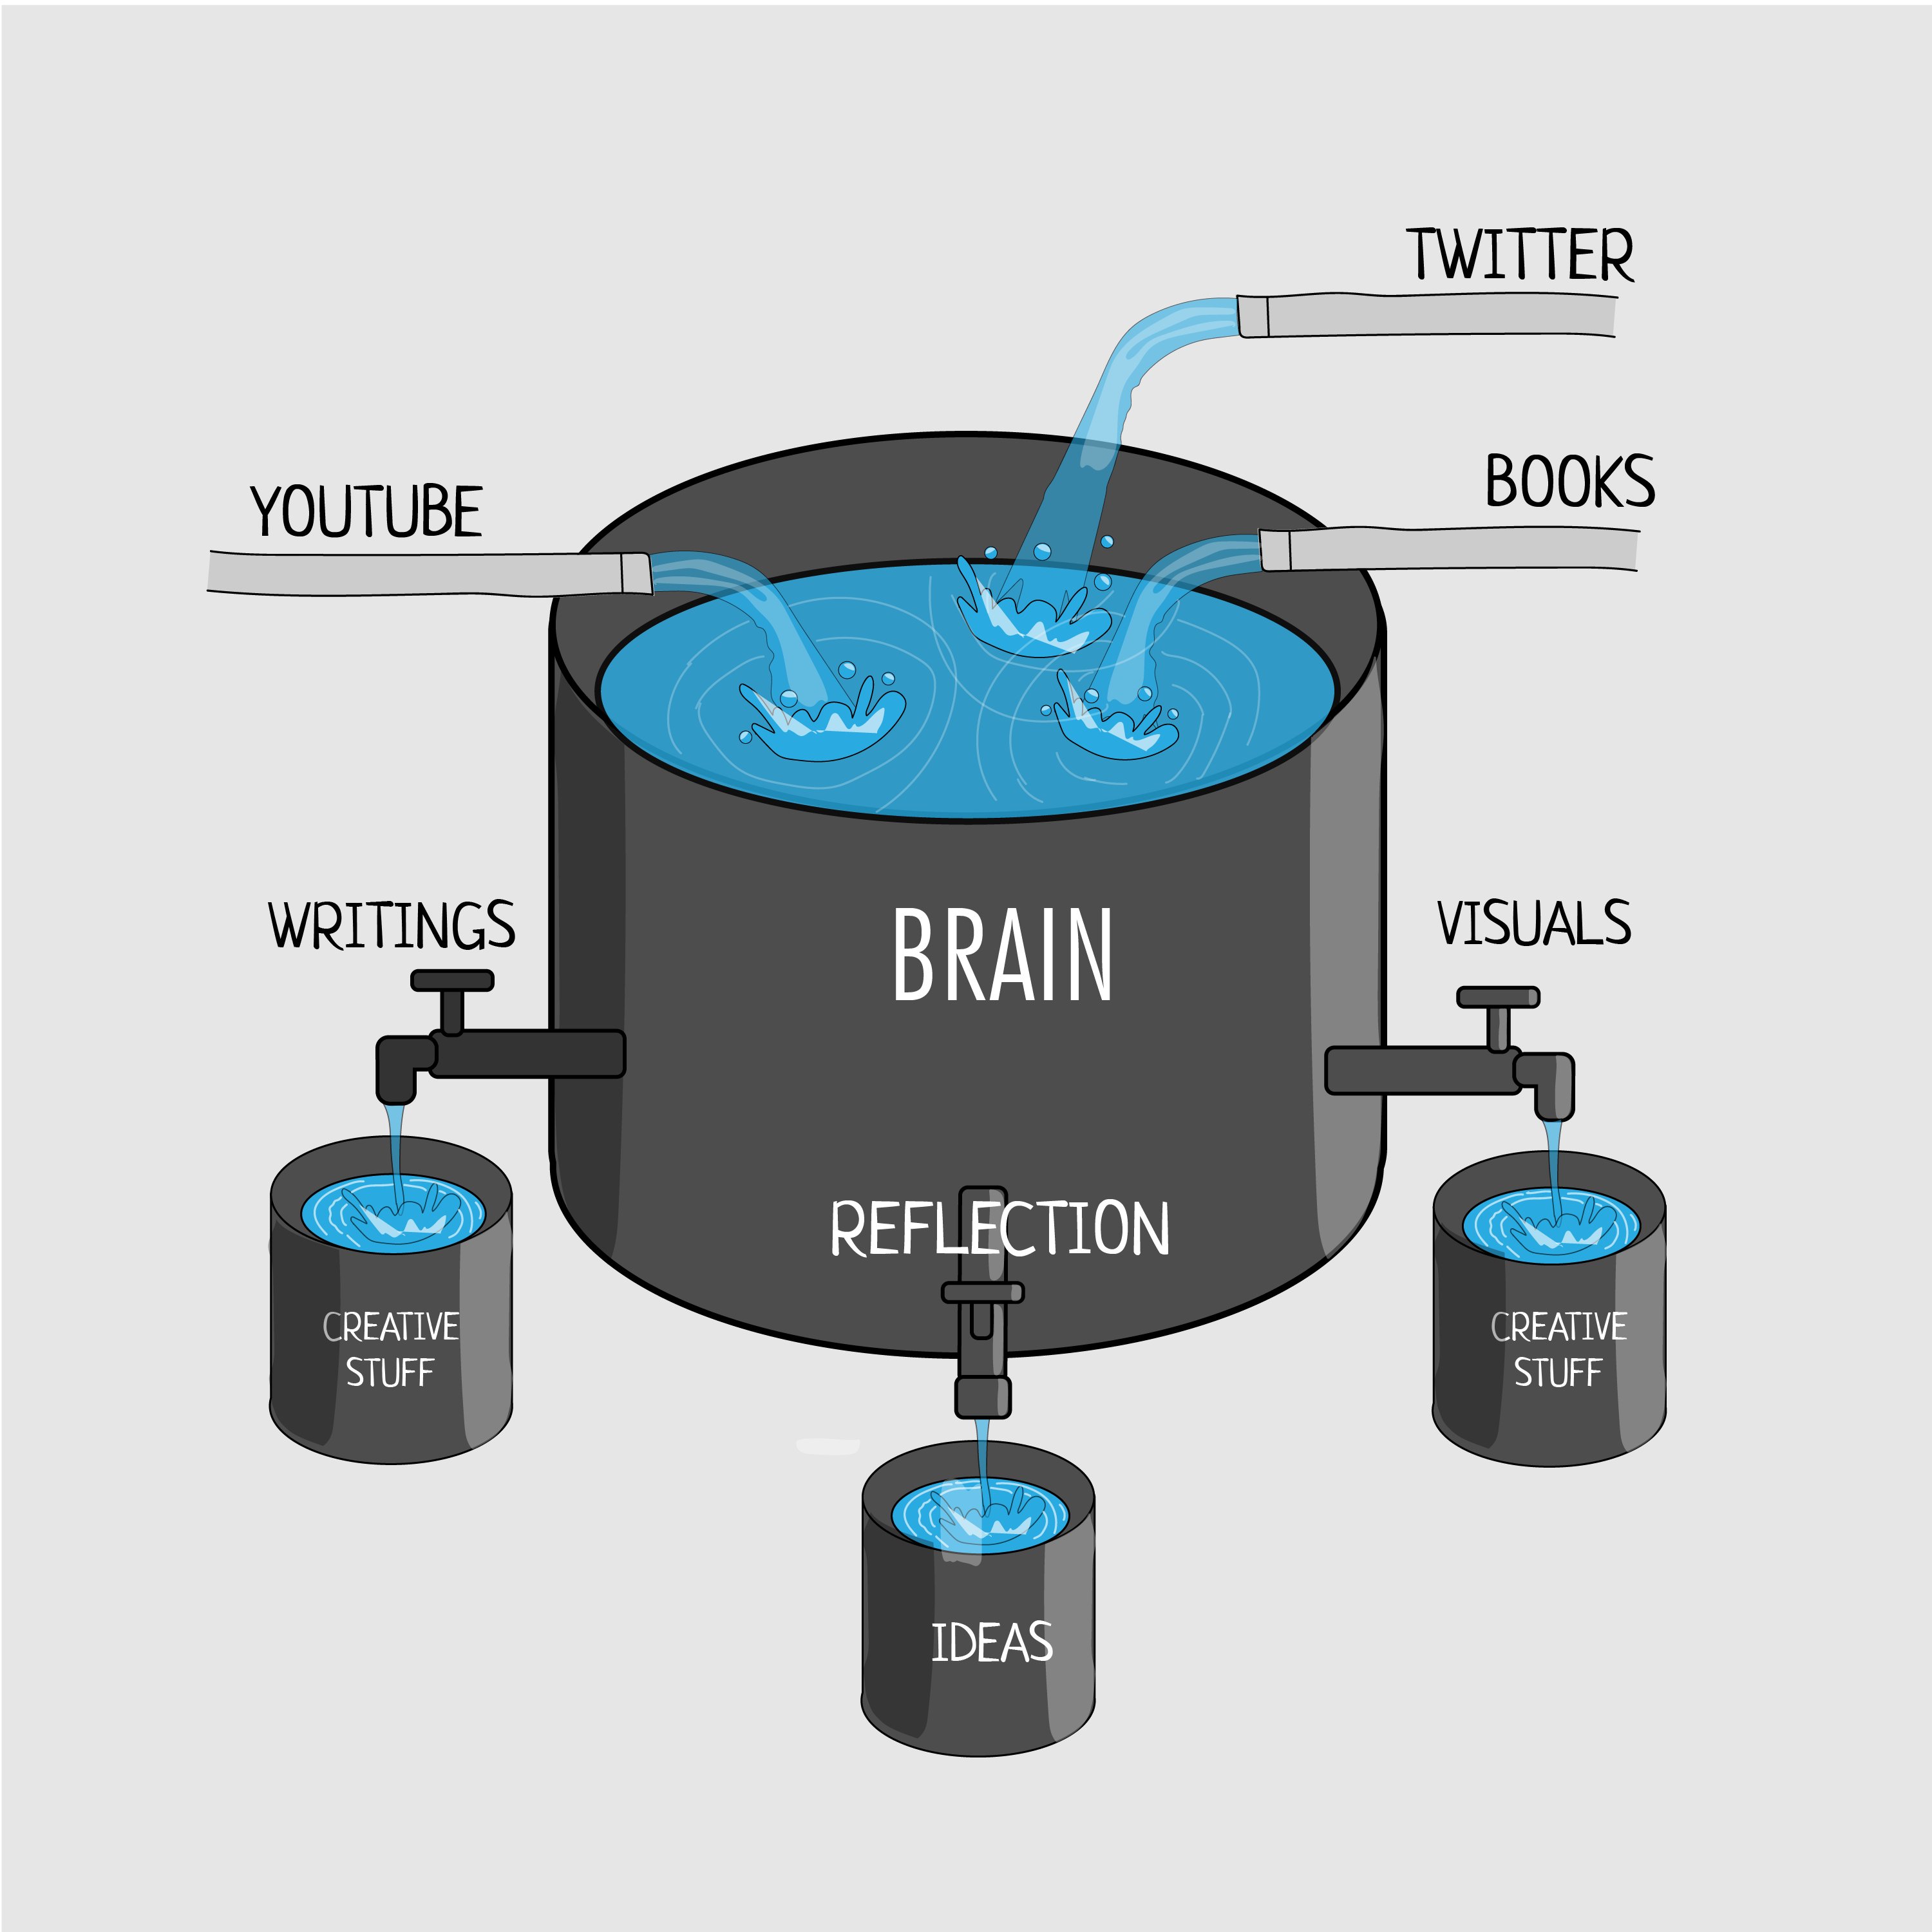 TWITTER
BOOKS
YOUTUBE
WRITINGS
VISUALS
BRAIN
REFLECTION
CREATIVE
STUFF
CREATIVE
STUFF
IDEAS